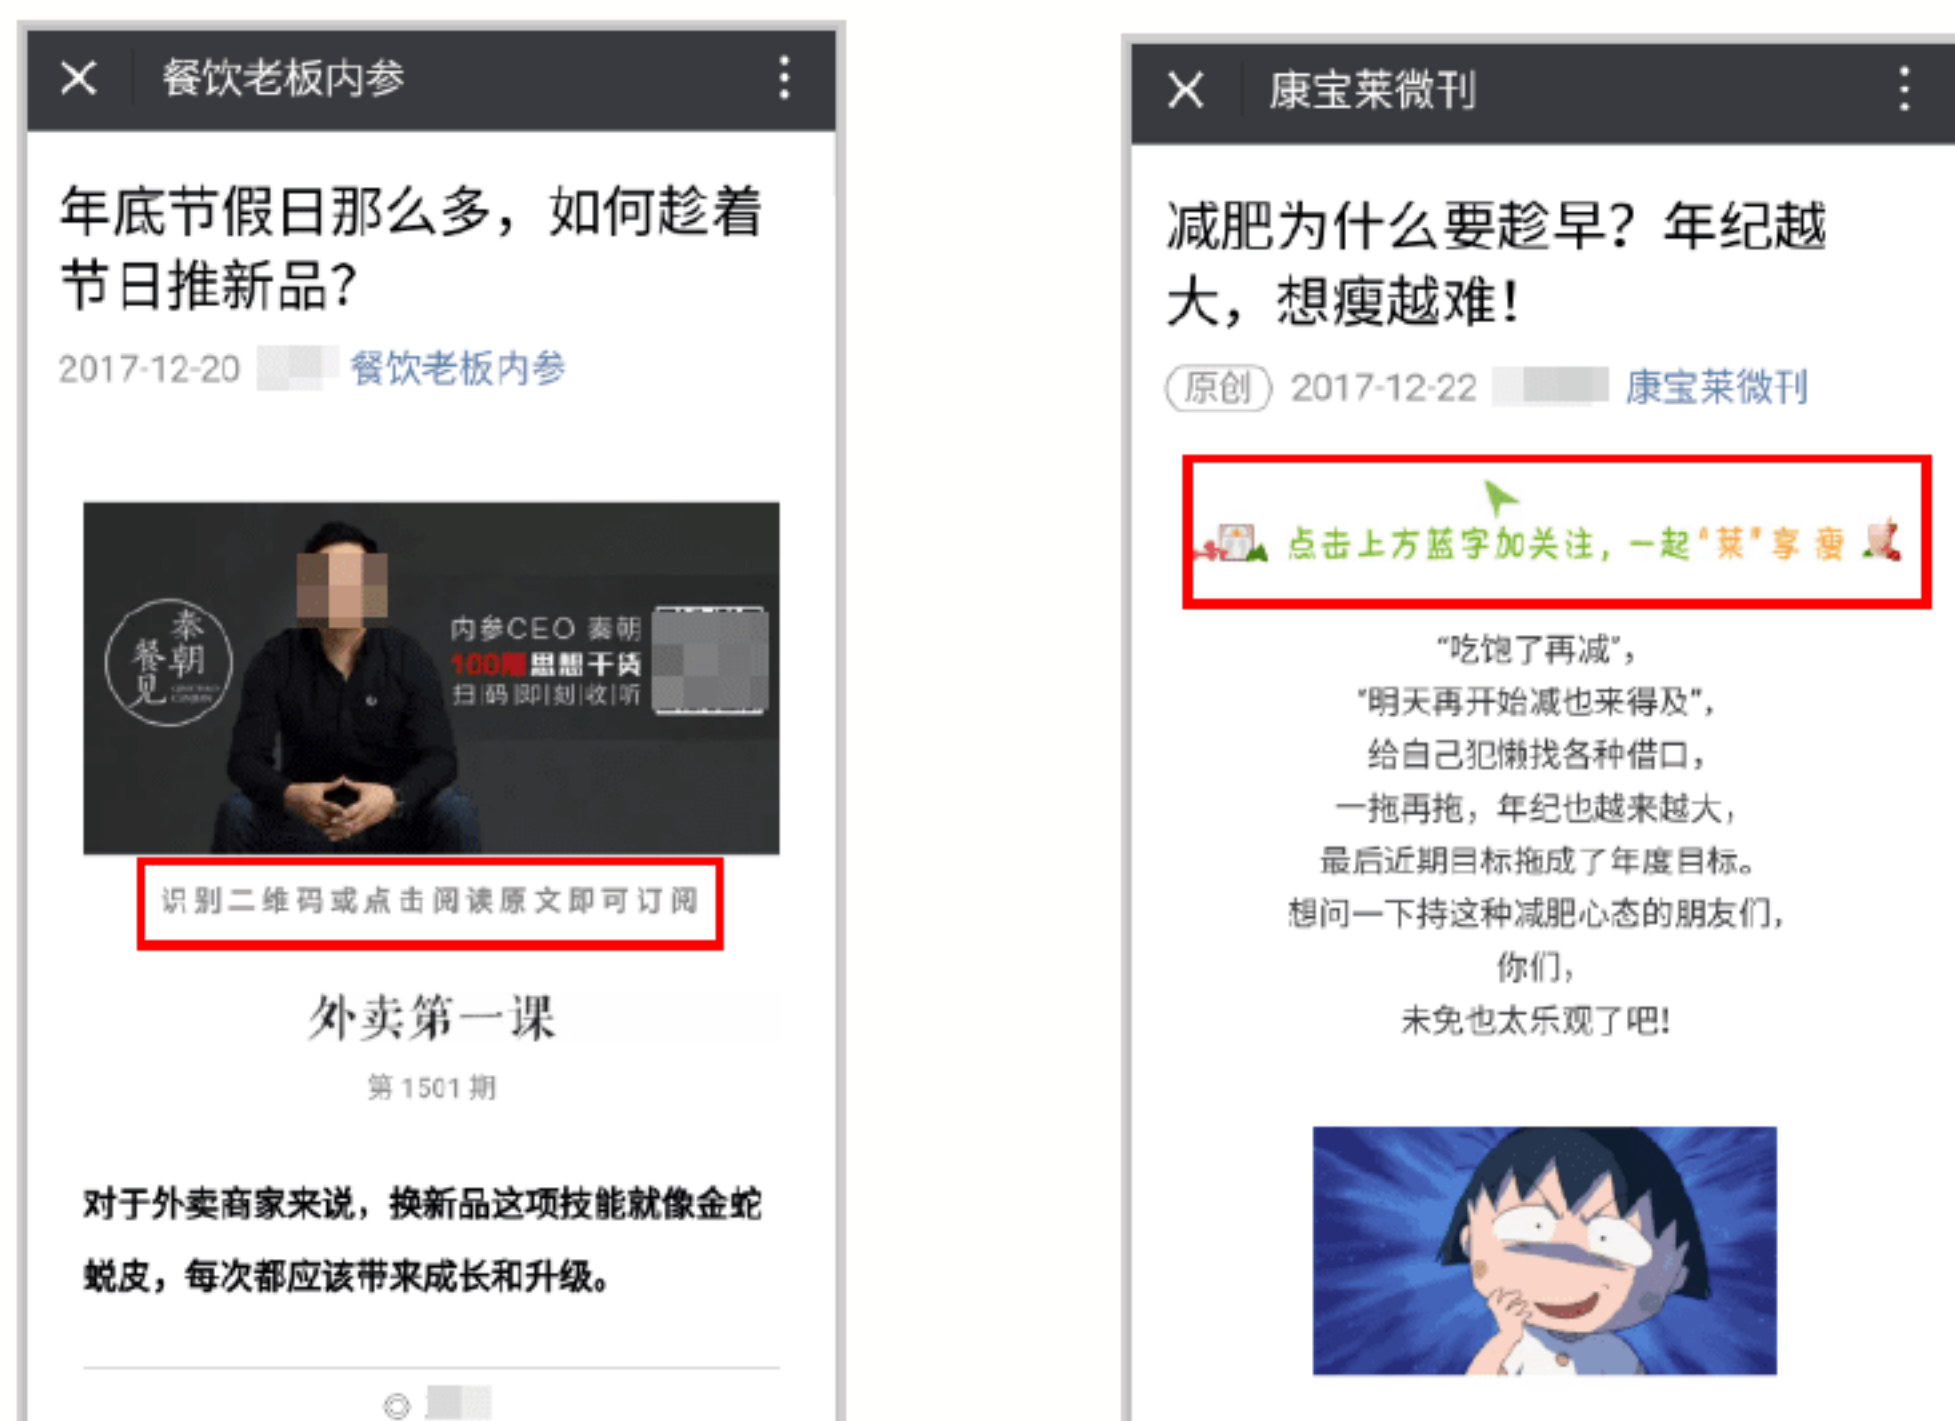 餐饮老板内参
年底节假日那么多，如何趁着
节日推新品？
2017-12-20 餐饮老板内参
秦朝
餐见
内参CEO 秦朝
思想干货
扫|码|即|刻|收|听
识别二维码或点击阅读原文即可订阅
外卖第一课
第 1501 期
对于外卖商家来说，换新品这项技能就像金蛇
蜕皮，每次都应该带来成长和升级。
康宝莱微刊
减肥为什么要趁早？年纪越
大，想瘦越难！
原创 2017-12-22 康宝莱微刊
点击上方蓝字加关注，一起“莱”享瘦
“吃饱了再减”，
“明天再开始减也来得及”，
给自己犯懒找各种借口，
一拖再拖，年纪也越来越大，
最后近期目标拖成了年度目标。
想问一下持这种减肥心态的朋友们，
你们，
未免也太乐观了吧！